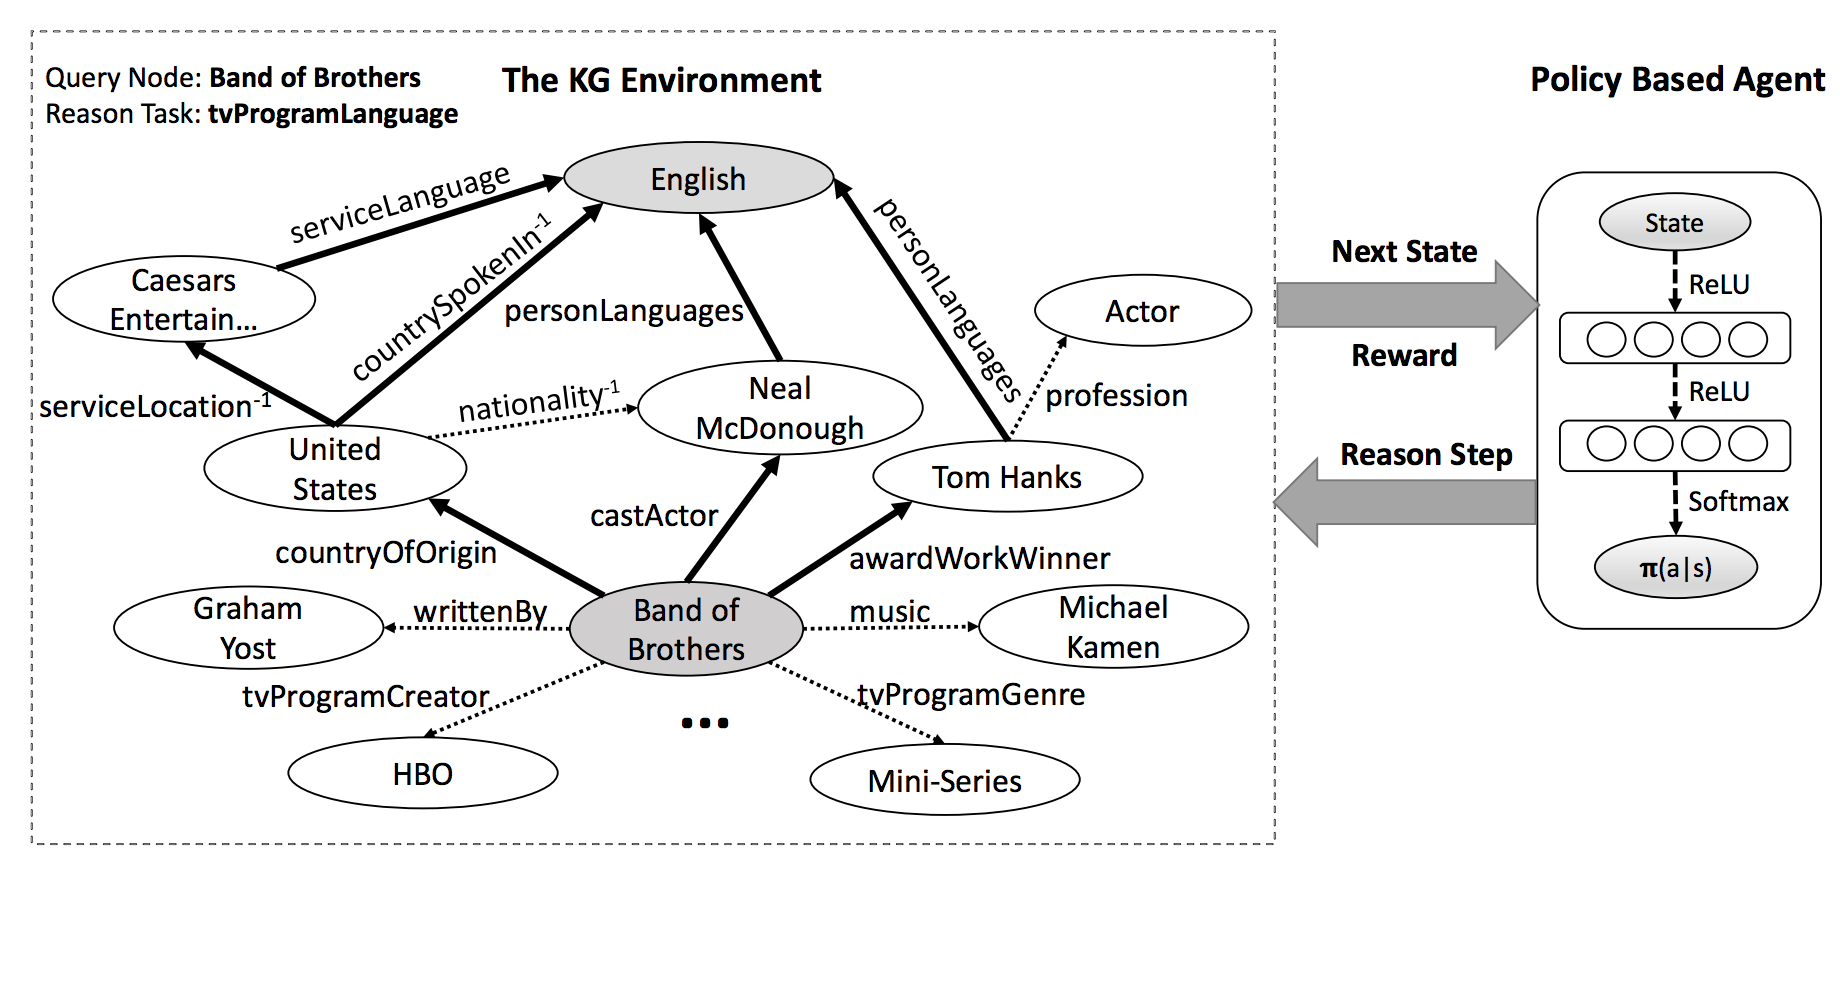 Query Node: Band of Brothers
Reason Task: tvProgramLanguage
The KG Environment
Policy Based Agent
English
serviceLanguage
countrySpokenIn-1
personLanguages
personLanguages
Caesars
Entertain...
Actor
profession
serviceLocation-1
nationality-1
Neal
McDonough
United
States
Tom Hanks
castActor
countryOfOrigin
awardWorkWinner
Graham
Yost
writtenBy
Band of
Brothers
music
Michael
Kamen
tvProgramCreator
tvProgramGenre
...
HBO
Mini-Series
Next State
Reward
Reason Step
State
ReLU
ReLU
Softmax
π(a|s)